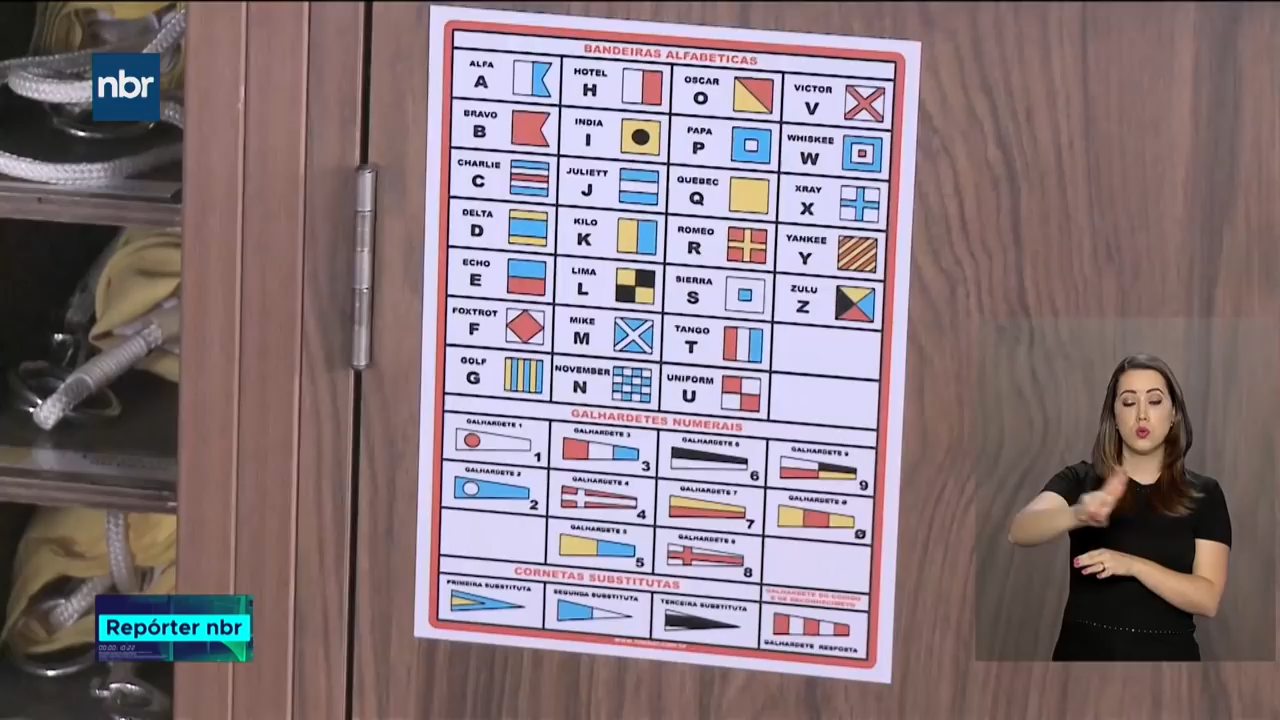 nbr
BANDEIRAS ALFABETICAS
ALFA
A
HOTEL
H
OSCAR
O
VICTOR
V
BRAVO
B
INDIA
I
PAPA
P
WHISKEE
W
CHARLIE
C
JULIETT
J
QUEBEC
Q
XRAY
X
DELTA
D
KILO
K
ROMEO
R
YANKEE
Y
ECHO
E
LIMA
L
SIERRA
S
ZULU
Z
FOXTROT
F
MIKE
M
TANGO
T
GOLF
G
NOVEMBER
N
UNIFORM
U
GALHARDETES NUMERAIS
GALHARDETE 1
1
GALHARDETE 3
3
6
GALHARDETE 9
9
GALHARDETE 2
2
GALHARDETE 4
4
GALHARDETE 7
7
GALHARDETE Ø
Ø
GALHARDETE 5
5
8
CORNETAS SUBSTITUTAS
PRIMEIRA SUBSTITUTA
SEGUNDA SUBSTITUTA
TERCEIRA SUBSTITUTA
GALHARDETE RESPOSTA
Repórter nbr